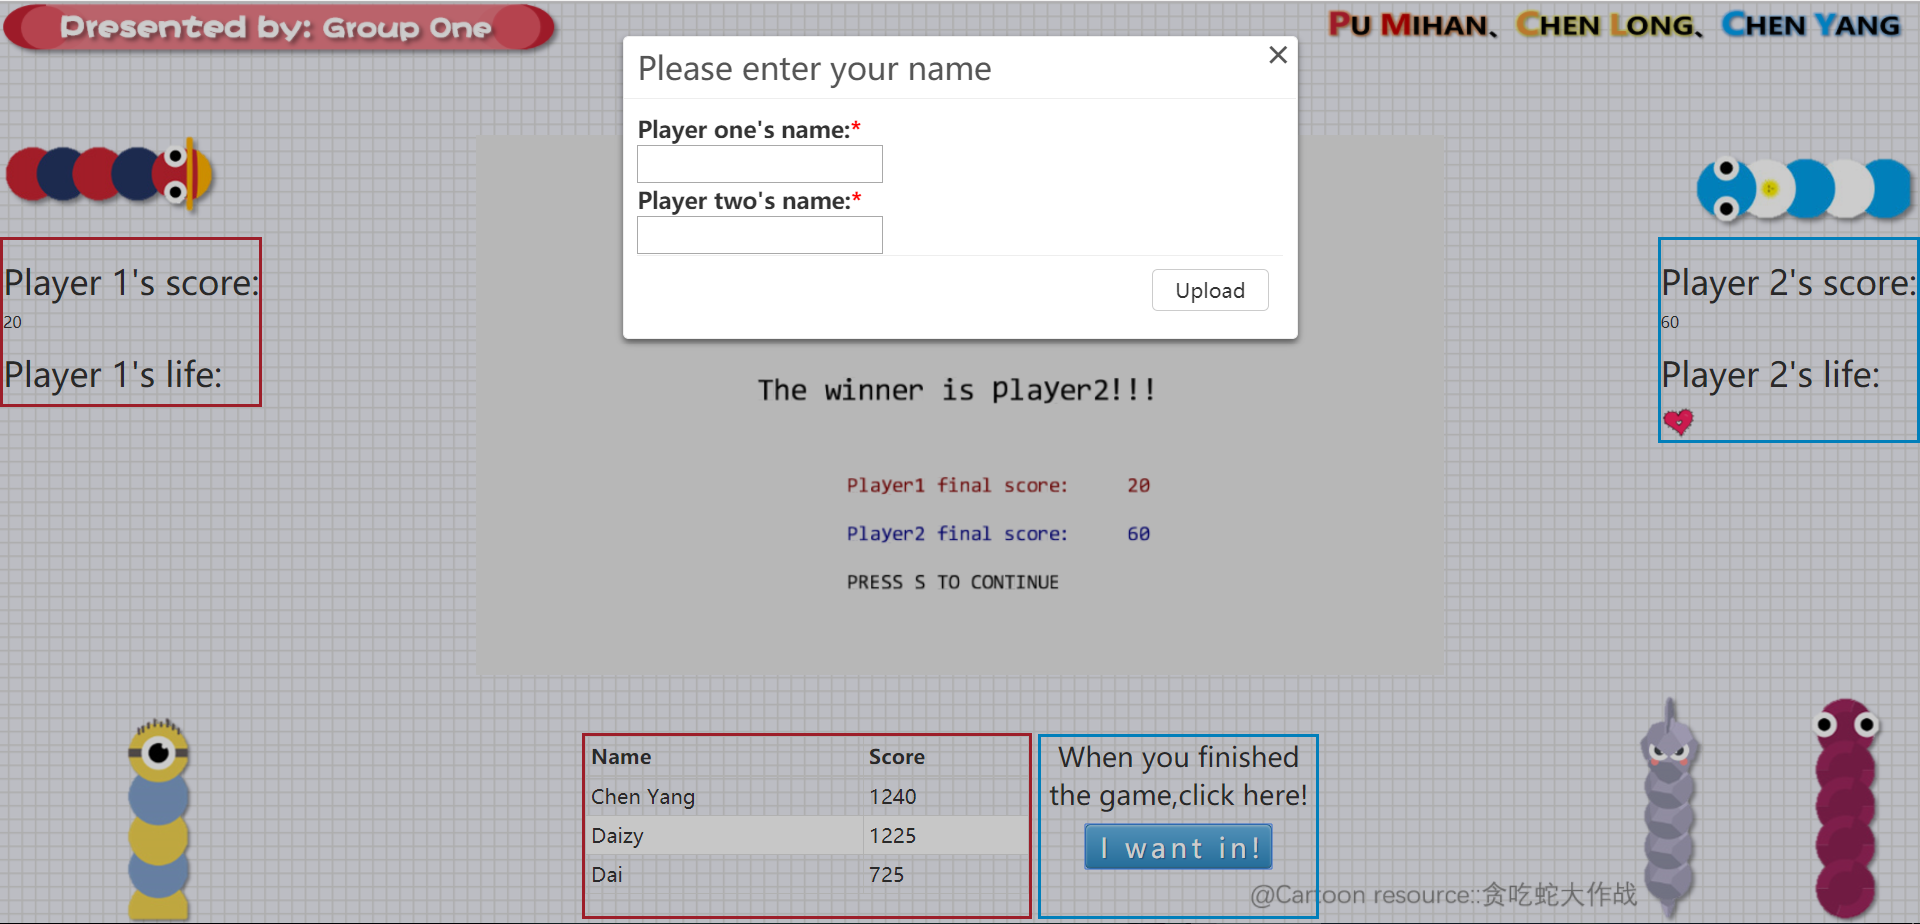 Presented by: Group One
PU MIHAN、CHEN LONG、CHEN YANG
Please enter your name
Player one's name:*
Player two's name:*
Upload
Player 1's score:
20
Player 1's life:
Player 2's score:
60
Player 2's life:
The winner is player2!!!
Player1 final score: 20
Player2 final score: 60
PRESS S TO CONTINUE
Name Score
Chen Yang 1240
Daizy 1225
Dai 725
When you finished
the game,click here!
I want in!
@Cartoon resource::贪吃蛇大作战